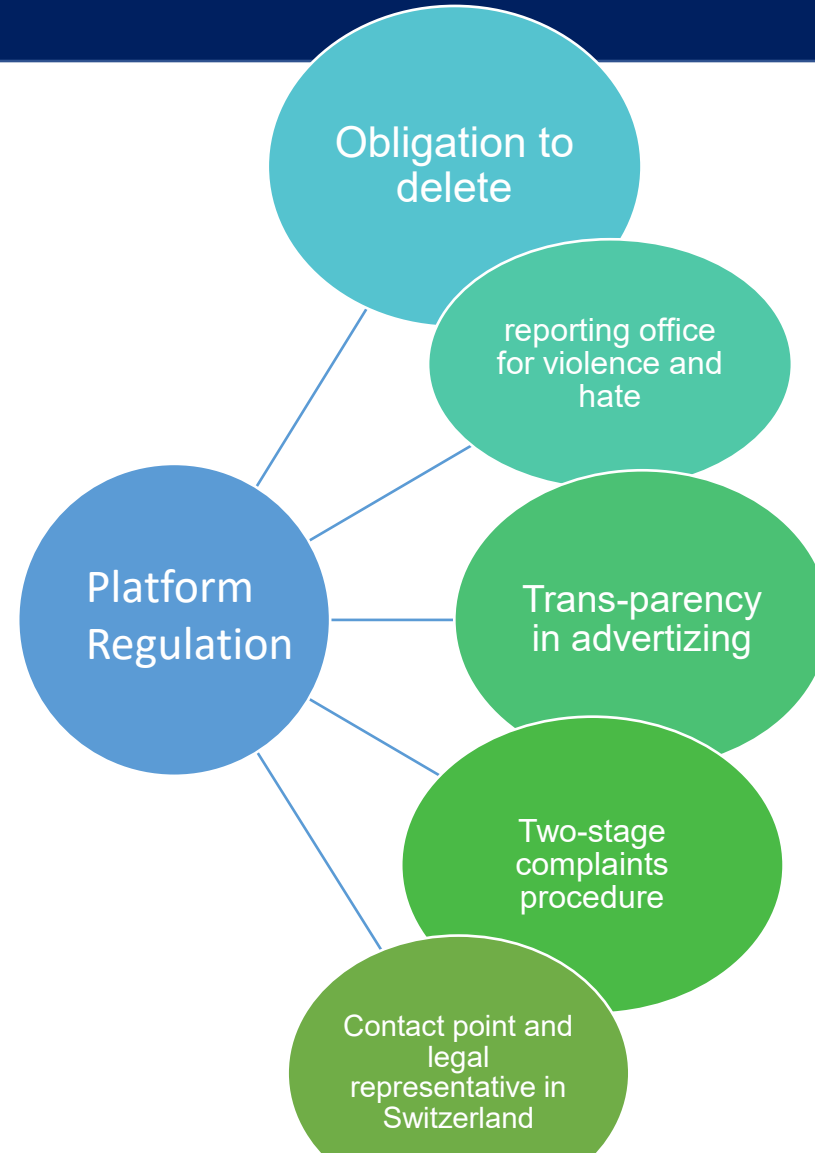 Obligation to
delete
reporting office
for violence and
hate
Platform
Regulation
Trans-parency
in advertizing
Two-stage
complaints
procedure
Contact point and
legal
representative in
Switzerland